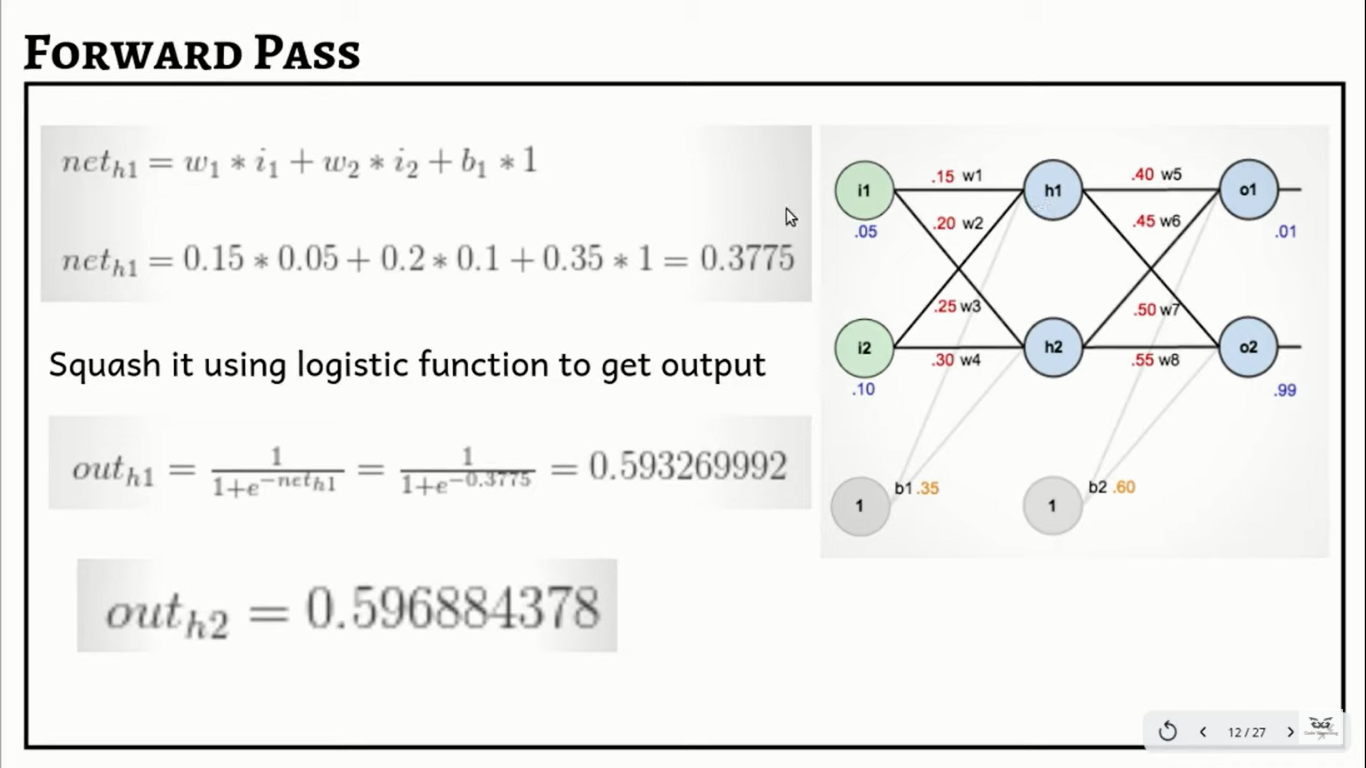 FORWARD PASS
net_h1 = w_1 * i_1 + w_2 * i_2 + b_1 * 1
net_h1 = 0.15 * 0.05 + 0.2 * 0.1 + 0.35 * 1 = 0.3775
Squash it using logistic function to get output
out_h1 = 1/(1+e^(-net_h1)) = 1/(1+e^(-0.3775)) = 0.593269992
out_h2 = 0.596884378
i1 .15 w1 h1 .40 w5 o1
.05 .20 w2 .45 w6 .01
.25 w3 .50 w7
i2 .30 w4 h2 .55 w8 o2
.10 .99
1 b1 .35 1 b2 .60
12 / 27